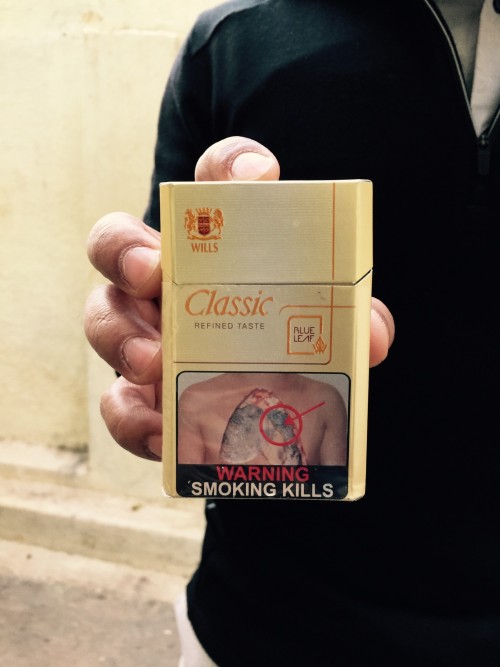 WILLS
Classic
REFINED TASTE
BLUE
LEAF
WARNING
SMOKING KILLS